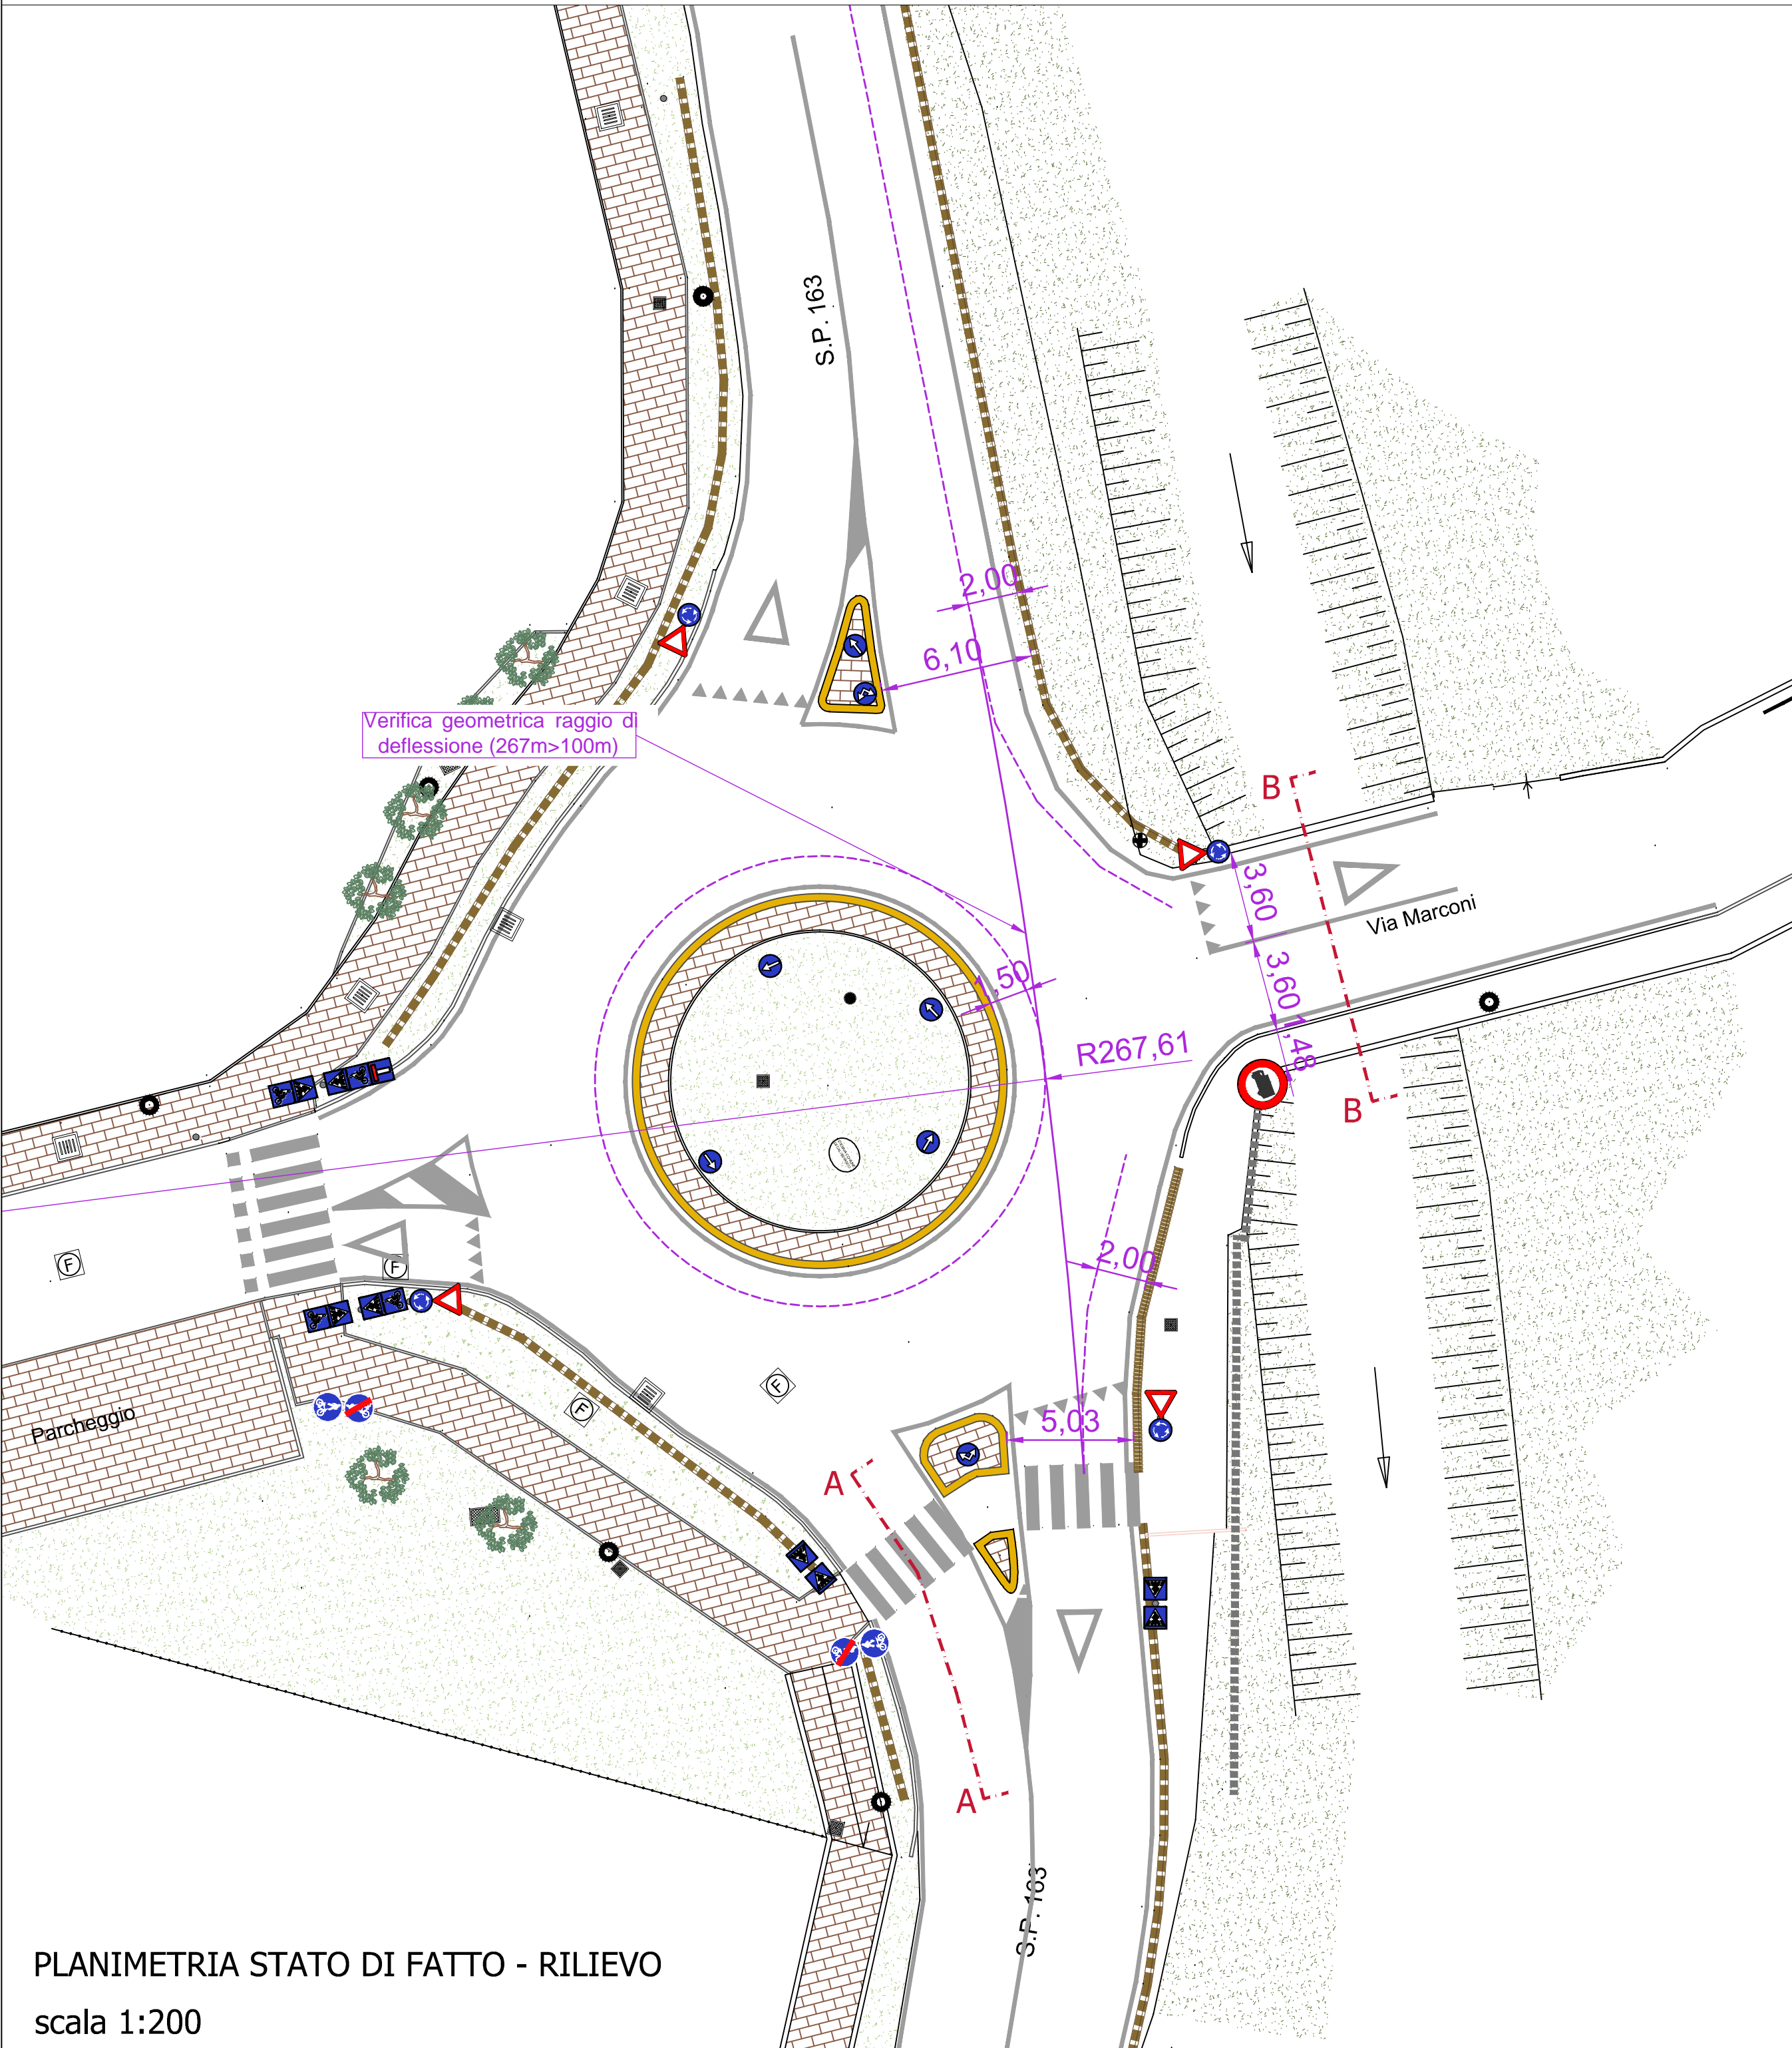 S.P. 163
2,00
6,10
Verifica geometrica raggio di
deflessione (267m>100m)
B
3,60
Via Marconi
3,60
1,48
,50
R267,61
B
2,00
F
F
Parcheggio
F
F
5,03
A
A
S.P. 163
PLANIMETRIA STATO DI FATTO - RILIEVO
scala 1:200